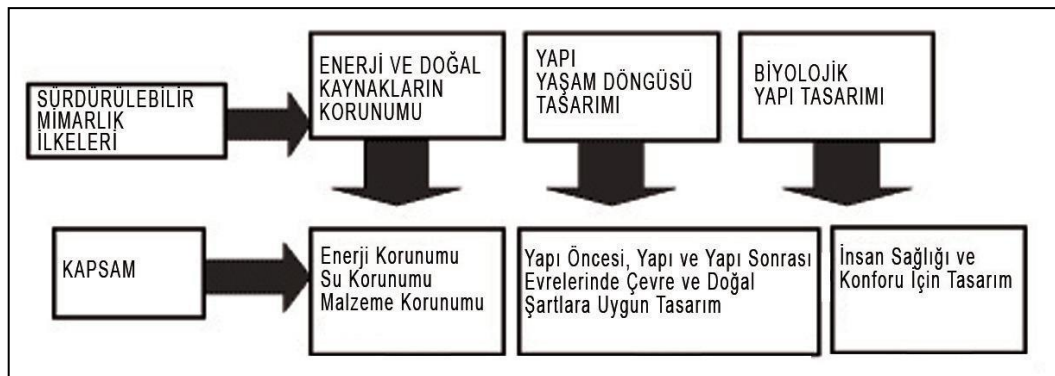 SÜRDÜRÜLEBİLİR
MİMARLIK
İLKELERİ
ENERJİ VE DOĞAL
KAYNAKLARIN
KORUNUMU
YAPI
YAŞAM DÖNGÜSÜ
TASARIMI
BİYOLOJİK
YAPI TASARIMI
KAPSAM
Enerji Korunumu
Su Korunumu
Malzeme Korunumu
Yapı Öncesi, Yapı ve Yapı Sonrası
Evrelerinde Çevre ve Doğal
Şartlara Uygun Tasarım
İnsan Sağlığı ve
Konforu İçin Tasarım